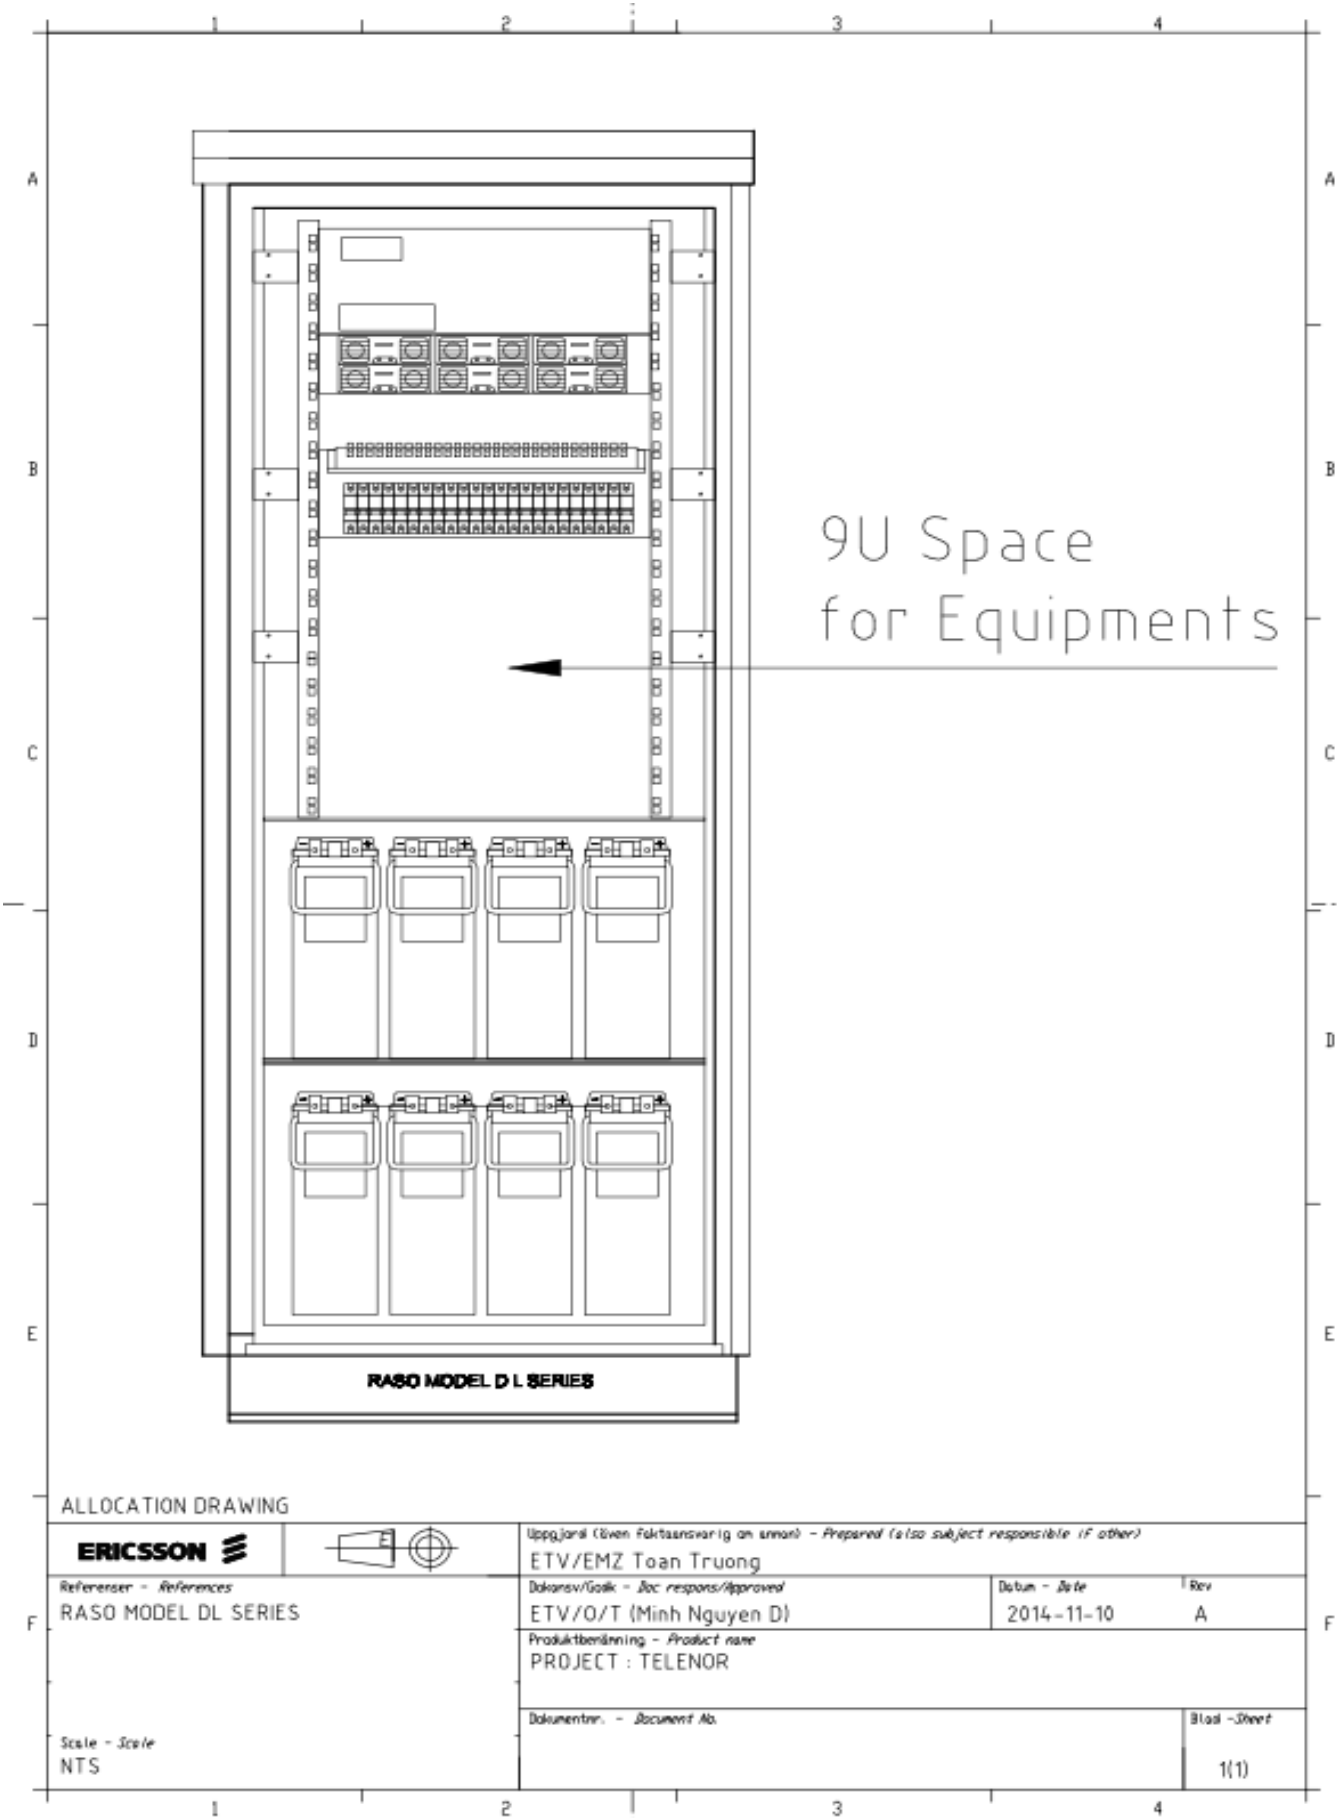 1 2 3 4
A A
B B
9U Space
for Equipments
C C
D D
E E
RASO MODEL D L SERIES
ALLOCATION DRAWING
ERICSSON
E
Uppgjord (även faktaansvarig om annan) - Prepared (also subject responsible if other)
ETV/EMZ Toan Truong
Referenser - References
RASO MODEL DL SERIES
Dokansv/Godk - Doc respons/Approved
ETV/O/T (Minh Nguyen D)
Datum - Date
2014-11-10
Rev
A
F F
Produktbenämning - Product name
PROJECT : TELENOR
Scale - Scale
NTS
Dokumentnr. - Document No.
Blad - Sheet
1(1)
1 2 3 4